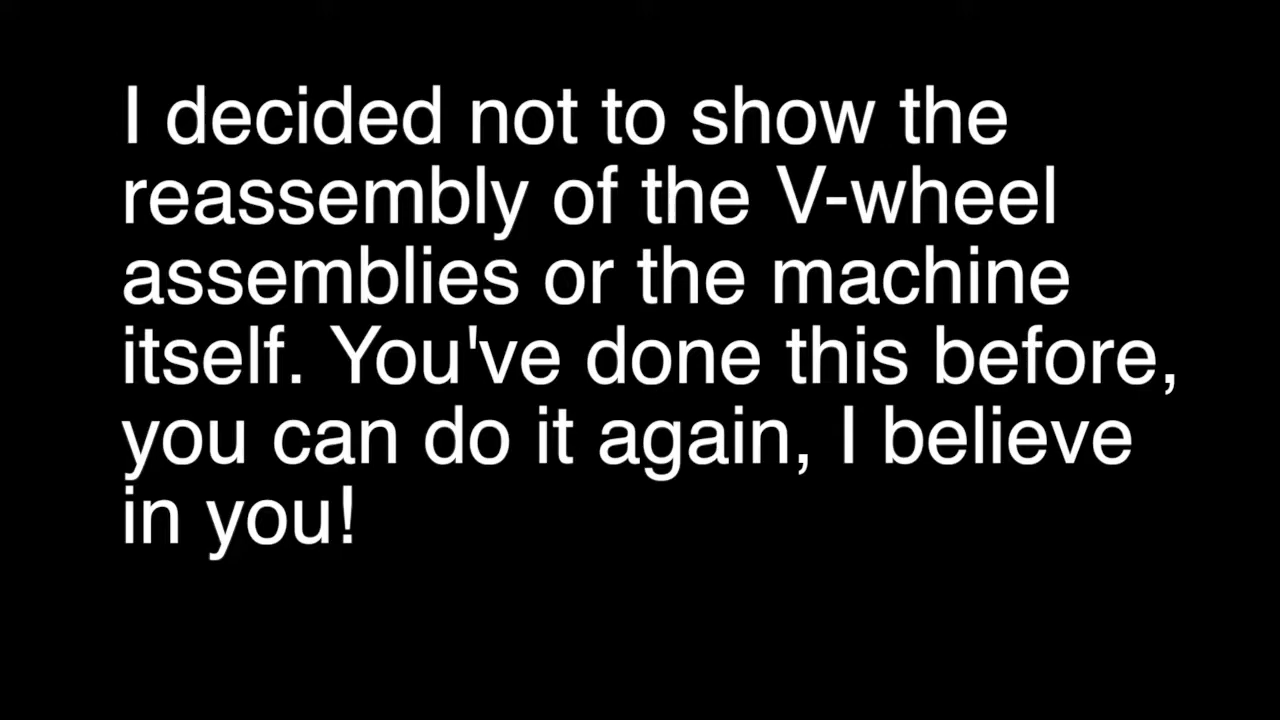 I decided not to show the
reassembly of the V-wheel
assemblies or the machine
itself. You've done this before,
you can do it again, I believe
in you!